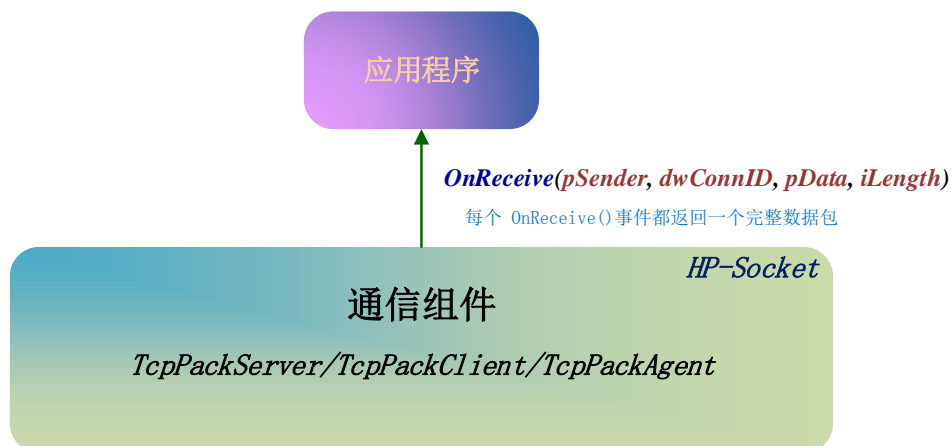 应用程序
OnReceive(pSender, dwConnID, pData, iLength)
每个 OnReceive()事件都返回一个完整数据包
HP-Socket
通信组件
TcpPackServer/TcpPackClient/TcpPackAgent